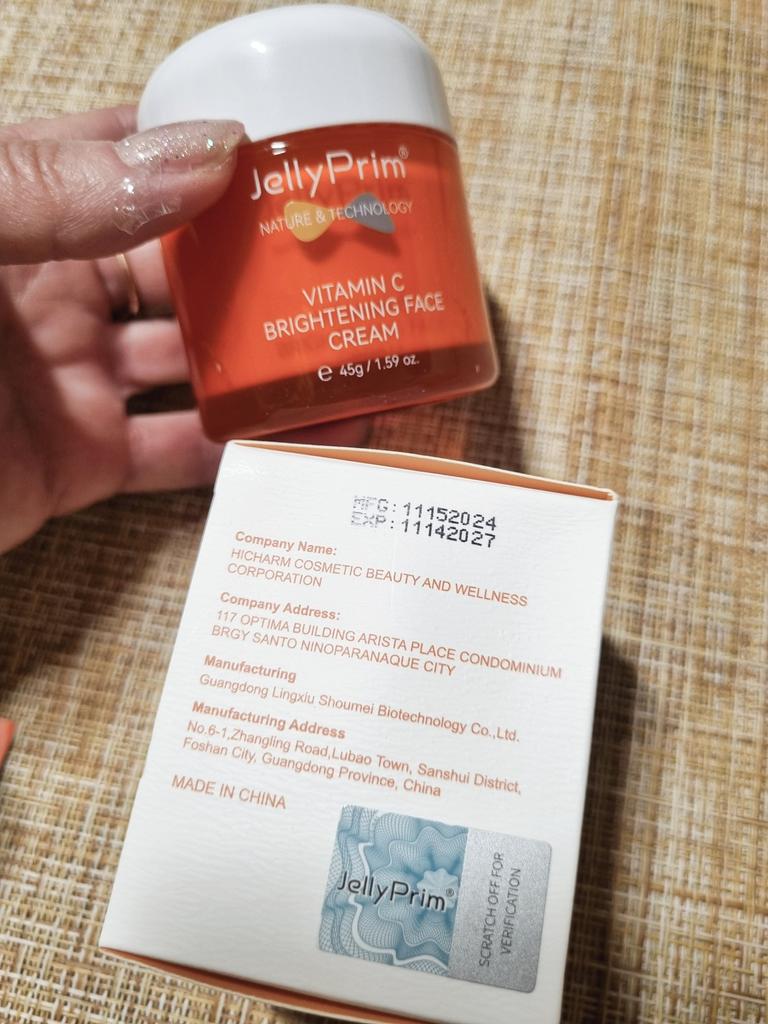 JellyPrim®
NATURE & TECHNOLOGY
VITAMIN C
BRIGHTENING FACE
CREAM
e 45g / 1.59 oz.
MFG: 11152024
EXP: 11142027
Company Name:
HICHARM COSMETIC BEAUTY AND WELLNESS
CORPORATION
Company Address:
117 OPTIMA BUILDING ARISTA PLACE CONDOMINIUM
BRGY SANTO NINOPARANAQUE CITY
Manufacturing
Guangdong Lingxiu Shoumei Biotechnology Co.,Ltd.
Manufacturing Address
No.6-1,Zhangling Road,Lubao Town, Sanshui District,
Foshan City, Guangdong Province, China
MADE IN CHINA
JellyPrim®
SCRATCH OFF FOR
VERIFICATION